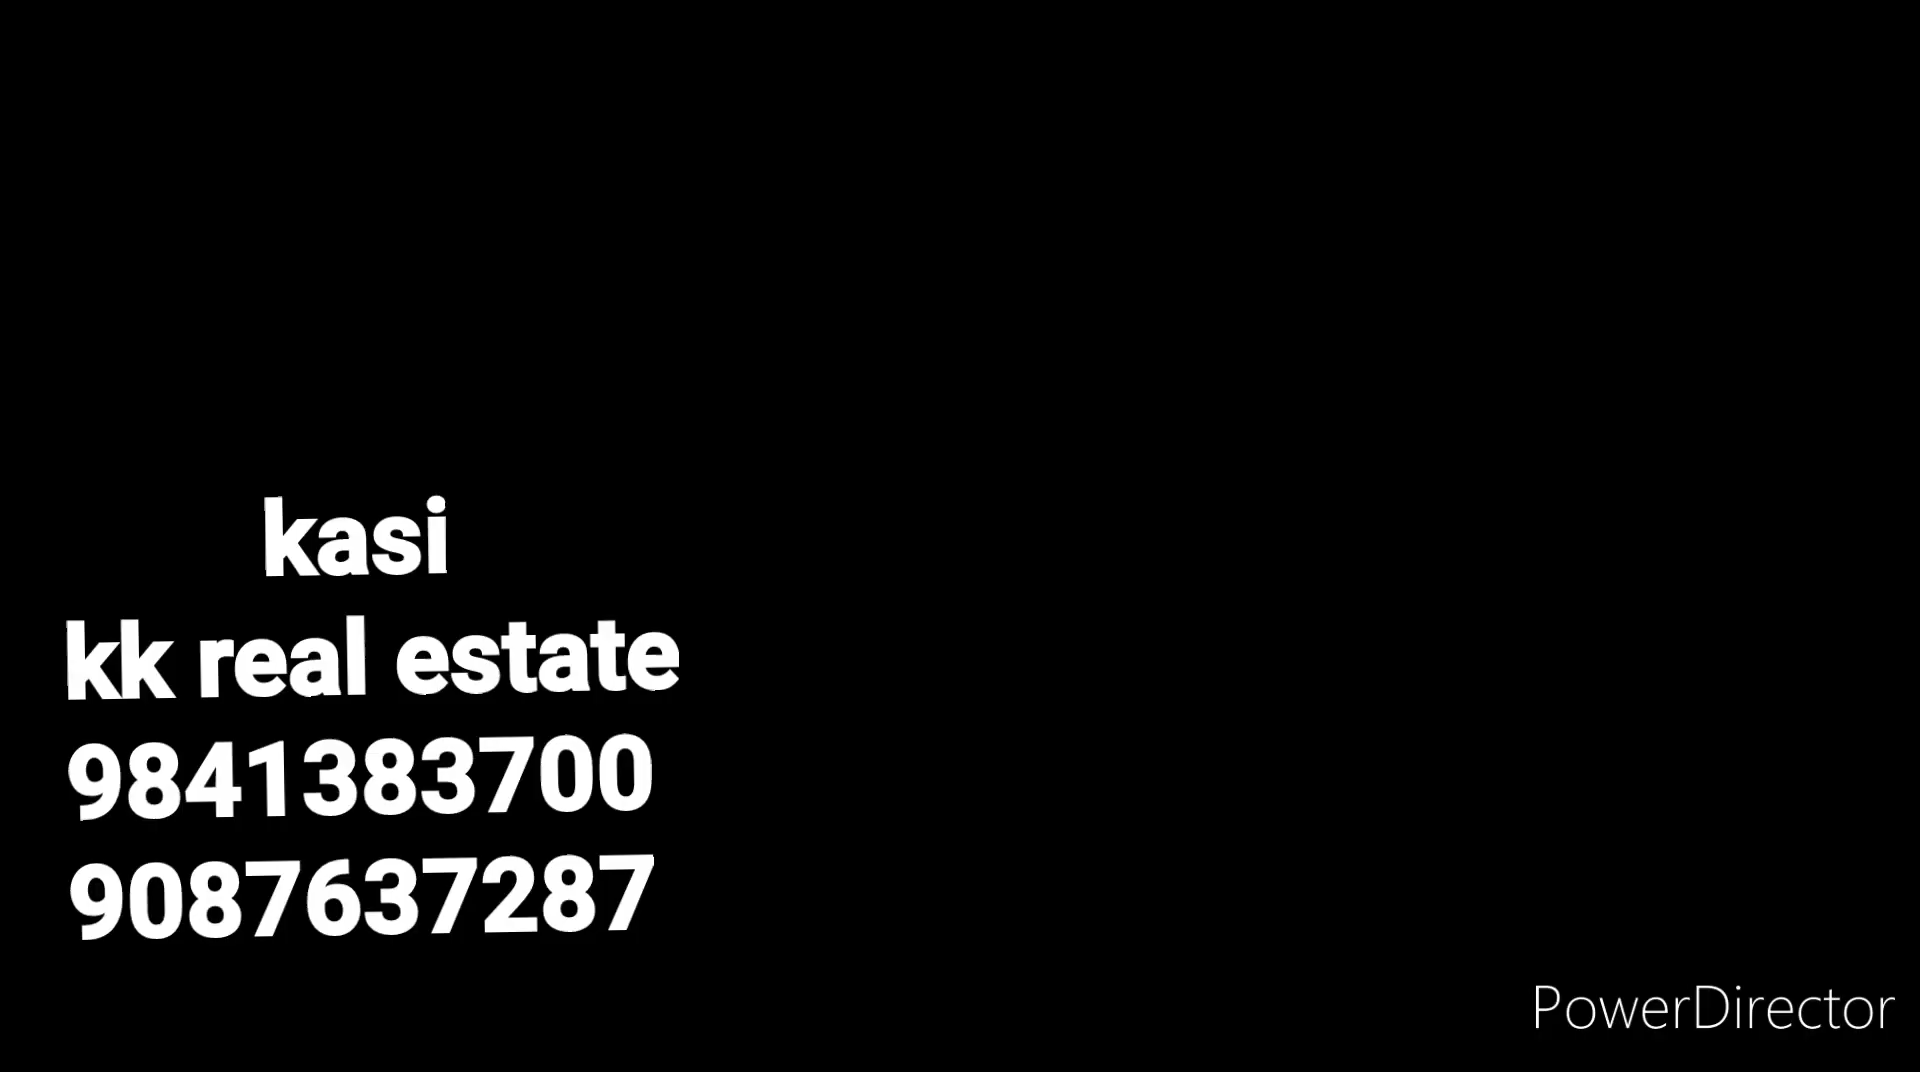 kasi
kk real estate
9841383700
9087637287
PowerDirector